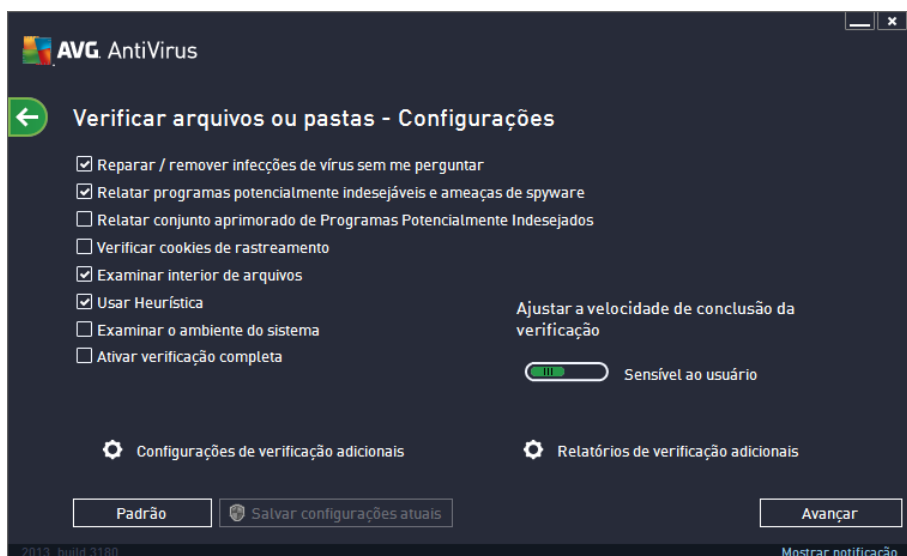 AVG. AntiVirus
Verificar arquivos ou pastas - Configurações
Reparar / remover infecções de vírus sem me perguntar
Relatar programas potencialmente indesejáveis e ameaças de spyware
Relatar conjunto aprimorado de Programas Potencialmente Indesejados
Verificar cookies de rastreamento
Examinar interior de arquivos
Usar Heurística
Examinar o ambiente do sistema
Ativar verificação completa
Ajustar a velocidade de conclusão da
verificação
Sensível ao usuário
Configurações de verificação adicionais
Relatórios de verificação adicionais
Padrão
Salvar configurações atuais
Avançar
2013 build 3180
Mostrar notificação